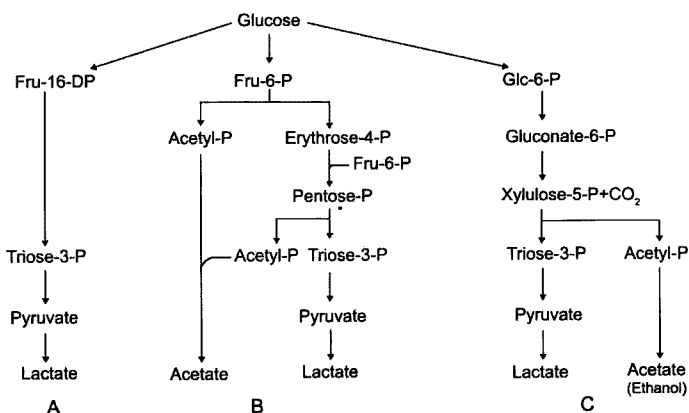 Glucose
Fru-16-DP Fru-6-P Glc-6-P
Acetyl-P Erythrose-4-P Gluconate-6-P
Fru-6-P
Pentose-P Xylulose-5-P+CO₂
Triose-3-P Acetyl-P Triose-3-P Triose-3-P Acetyl-P
Pyruvate Pyruvate Pyruvate
Lactate Acetate Lactate Lactate Acetate
(Ethanol)
A B C